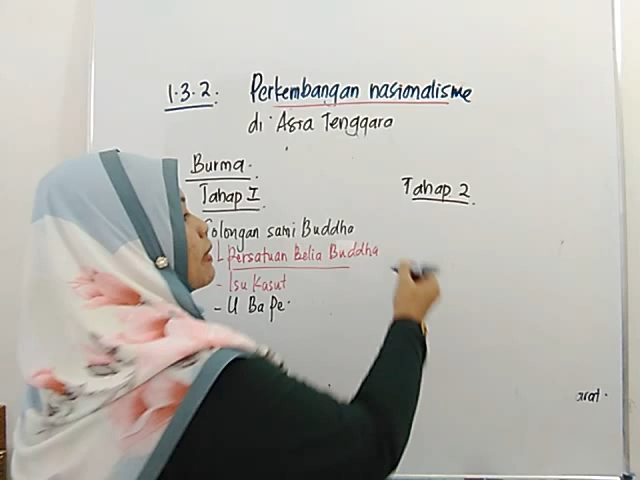 1.3.2: Perkembangan nasionalisme
di Asia Tenggara
Burma.
Tahap I
Tahap 2
Golongan sami Buddha
- Persatuan Belia Buddha
- Isu Kasut
- U Ba Pe.